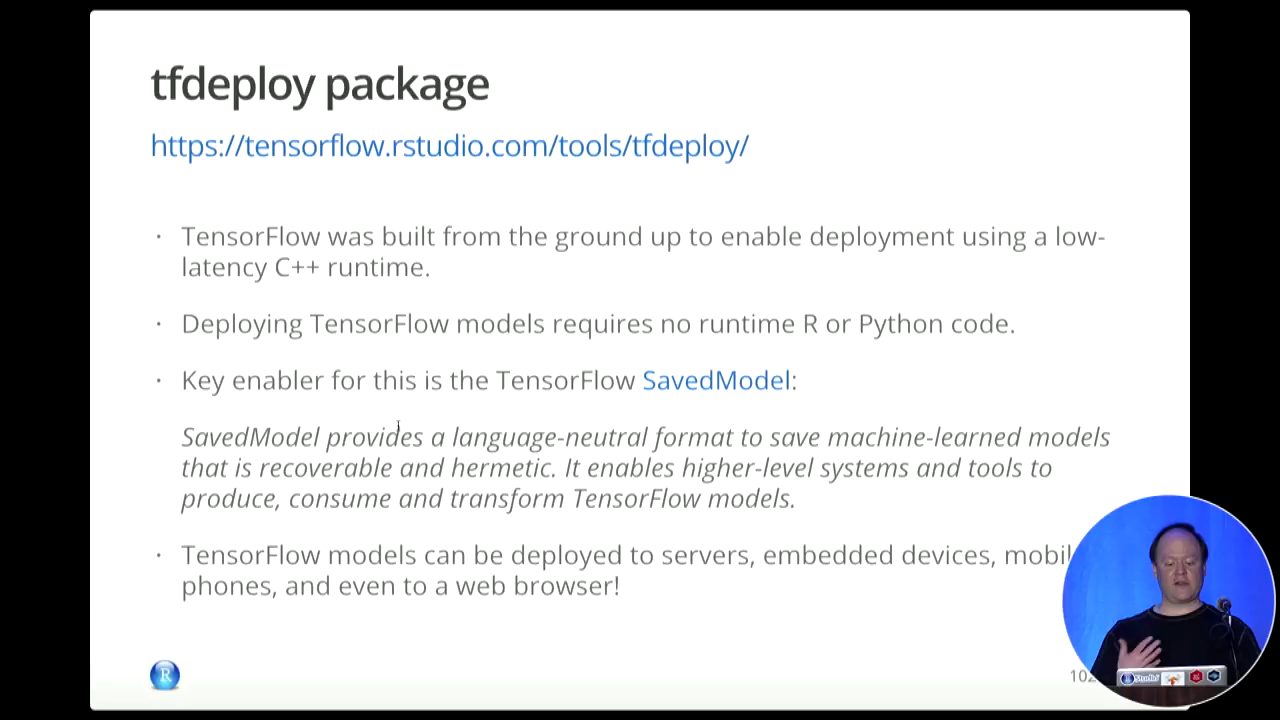 tfdeploy package
https://tensorflow.rstudio.com/tools/tfdeploy/
· TensorFlow was built from the ground up to enable deployment using a low-
latency C++ runtime.
· Deploying TensorFlow models requires no runtime R or Python code.
· Key enabler for this is the TensorFlow SavedModel:
SavedModel provides a language-neutral format to save machine-learned models
that is recoverable and hermetic. It enables higher-level systems and tools to
produce, consume and transform TensorFlow models.
· TensorFlow models can be deployed to servers, embedded devices, mobil
phones, and even to a web browser!
R
102
R Studio